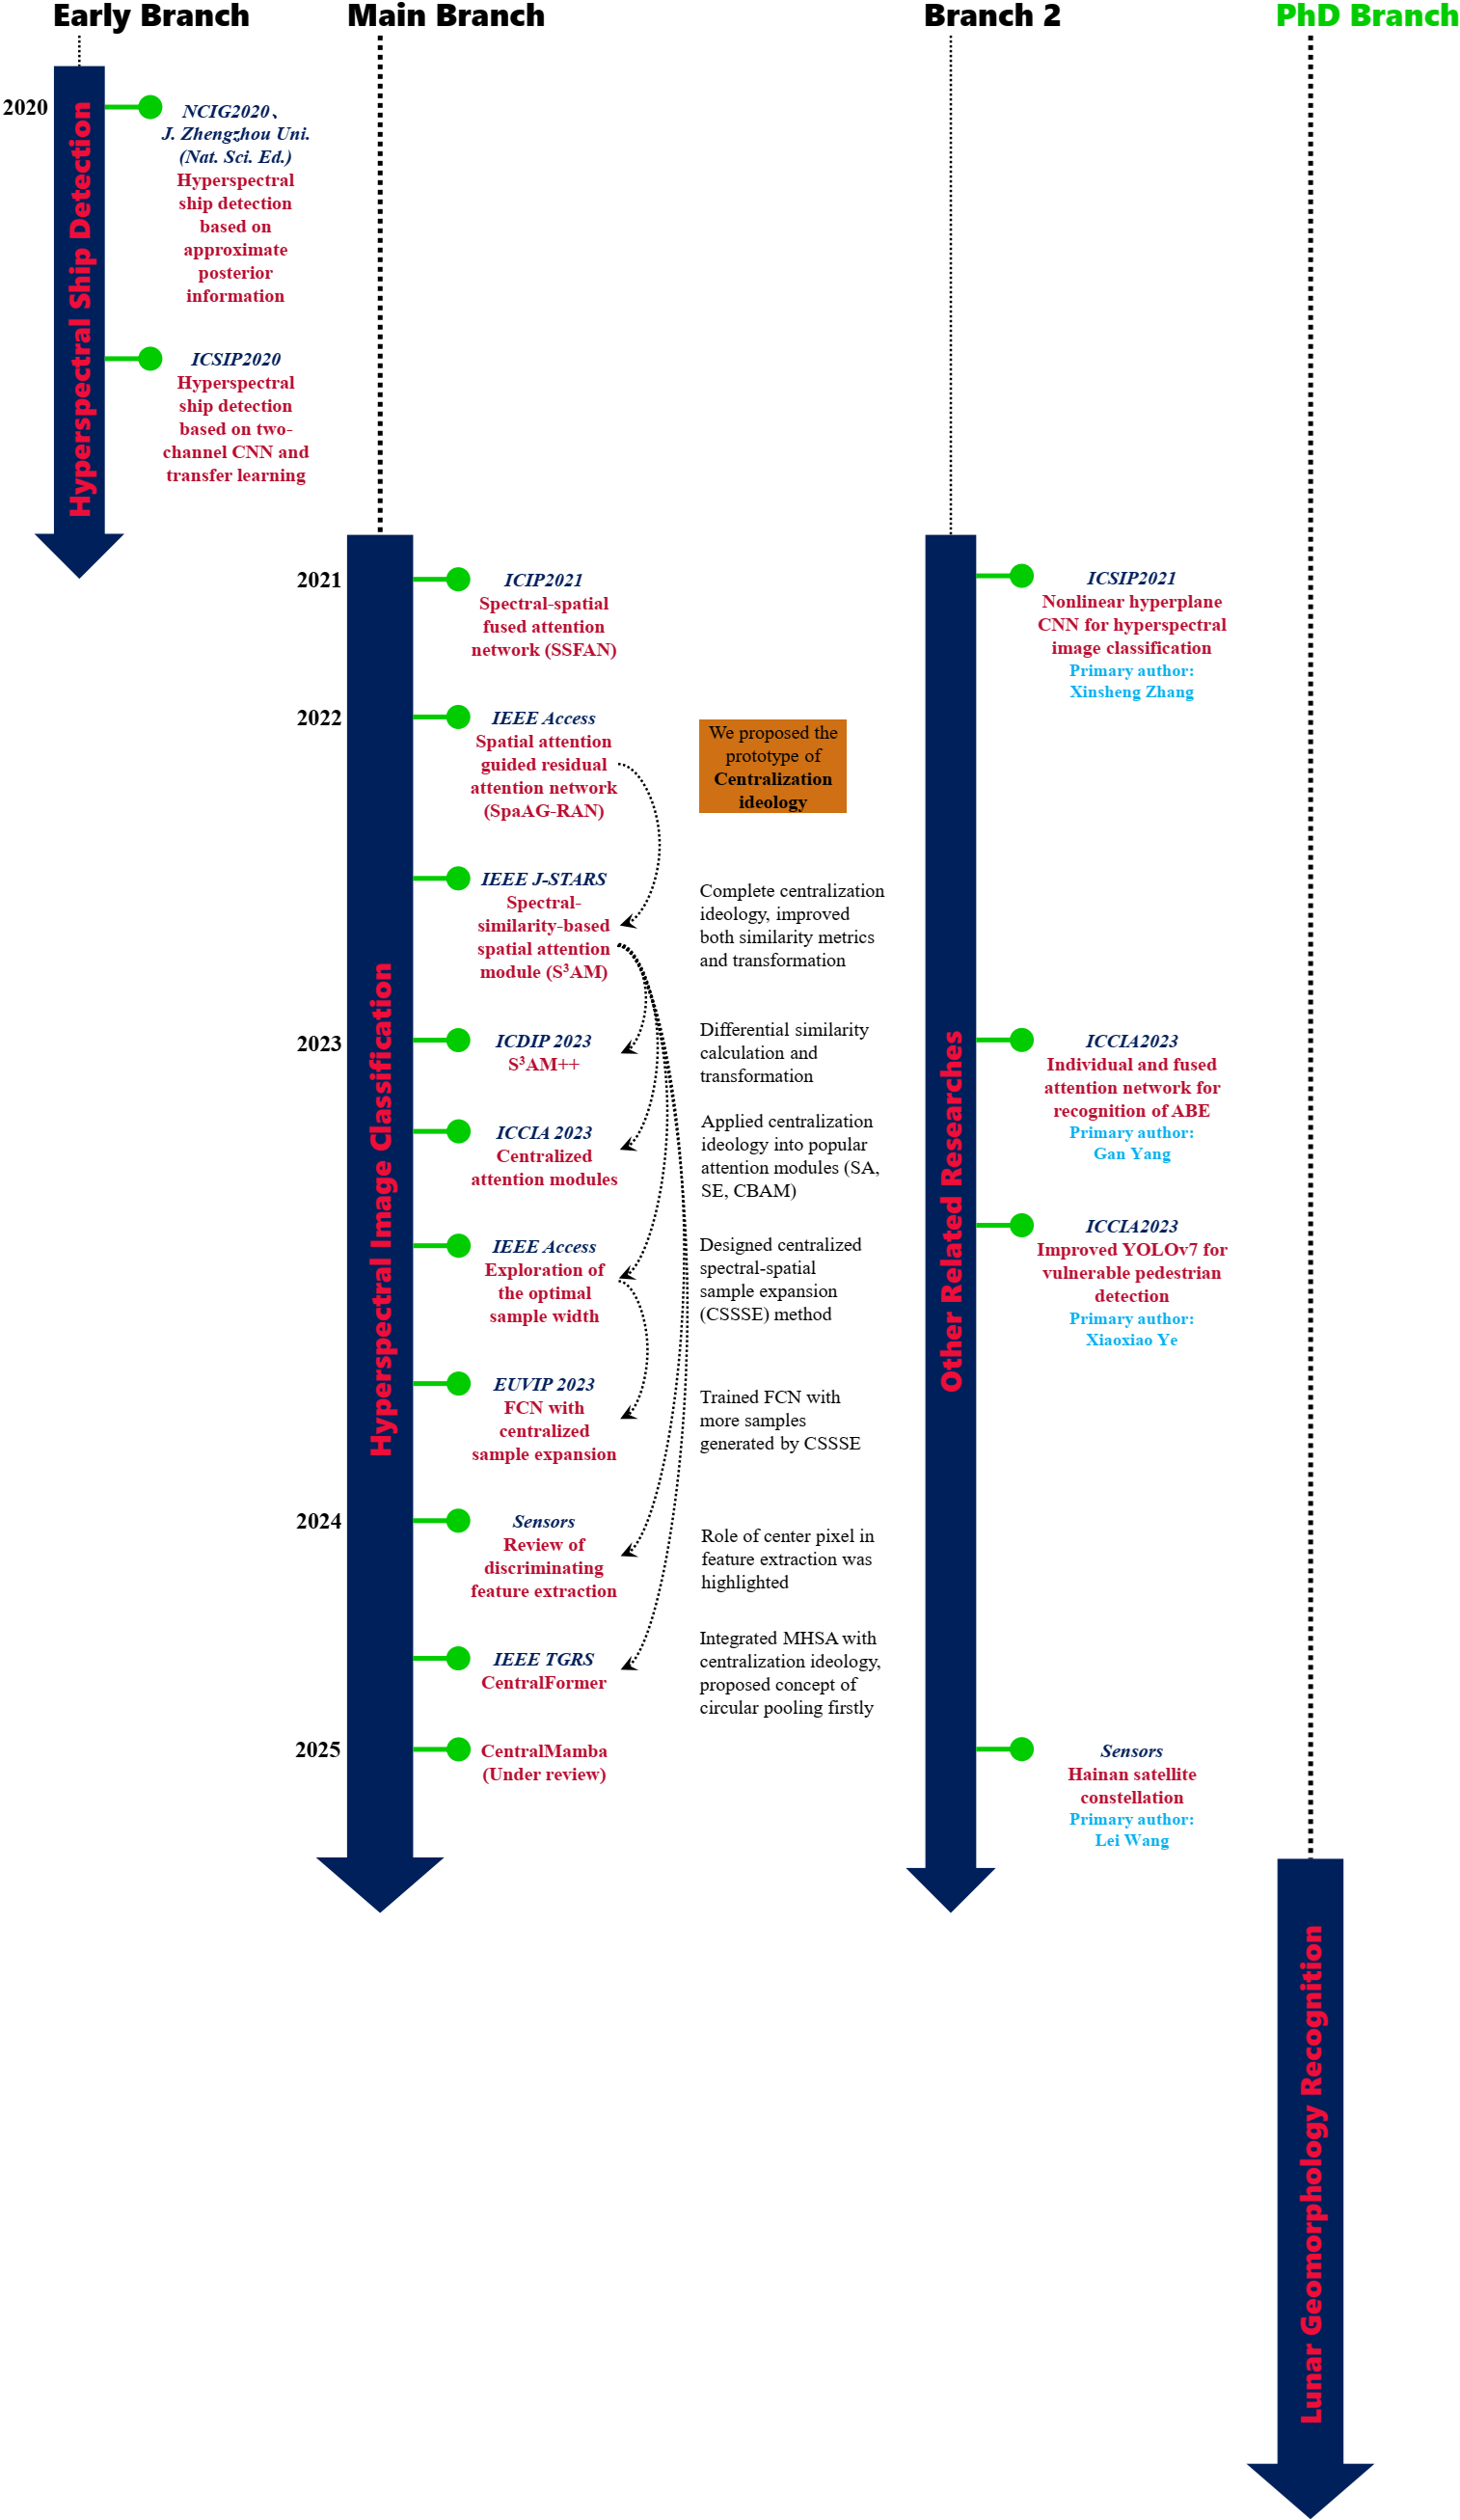 Early Branch
Main Branch
Branch 2
PhD Branch
Hyperspectral Ship Detection
2020
NCIG2020、
J. Zhengzhou Uni.
(Nat. Sci. Ed.)
Hyperspectral
ship detection
based on
approximate
posterior
information
ICSIP2020
Hyperspectral
ship detection
based on two-
channel CNN and
transfer learning
Hyperspectral Image Classification
2021
ICIP2021
Spectral-spatial
fused attention
network (SSFAN)
2022
IEEE Access
Spatial attention
guided residual
attention network
(SpaAG-RAN)
We proposed the
prototype of
Centralization
ideology
IEEE J-STARS
Spectral-
similarity-based
spatial attention
module (S³AM)
Complete centralization
ideology, improved
both similarity metrics
and transformation
2023
ICDIP 2023
S³AM++
Differential similarity
calculation and
transformation
ICCIA 2023
Centralized
attention modules
Applied centralization
ideology into popular
attention modules (SA,
SE, CBAM)
IEEE Access
Exploration of
the optimal
sample width
Designed centralized
spectral-spatial
sample expansion
(CSSSE) method
EUVIP 2023
FCN with
centralized
sample expansion
Trained FCN with
more samples
generated by CSSSE
2024
Sensors
Review of
discriminating
feature extraction
Role of center pixel in
feature extraction was
highlighted
IEEE TGRS
CentralFormer
Integrated MHSA with
centralization ideology,
proposed concept of
circular pooling firstly
2025
CentralMamba
(Under review)
Other Related Researches
ICSIP2021
Nonlinear hyperplane
CNN for hyperspectral
image classification
Primary author:
Xinsheng Zhang
ICCIA2023
Individual and fused
attention network for
recognition of ABE
Primary author:
Gan Yang
ICCIA2023
Improved YOLOv7 for
vulnerable pedestrian
detection
Primary author:
Xiaoxiao Ye
Sensors
Hainan satellite
constellation
Primary author:
Lei Wang
Lunar Geomorphology Recognition